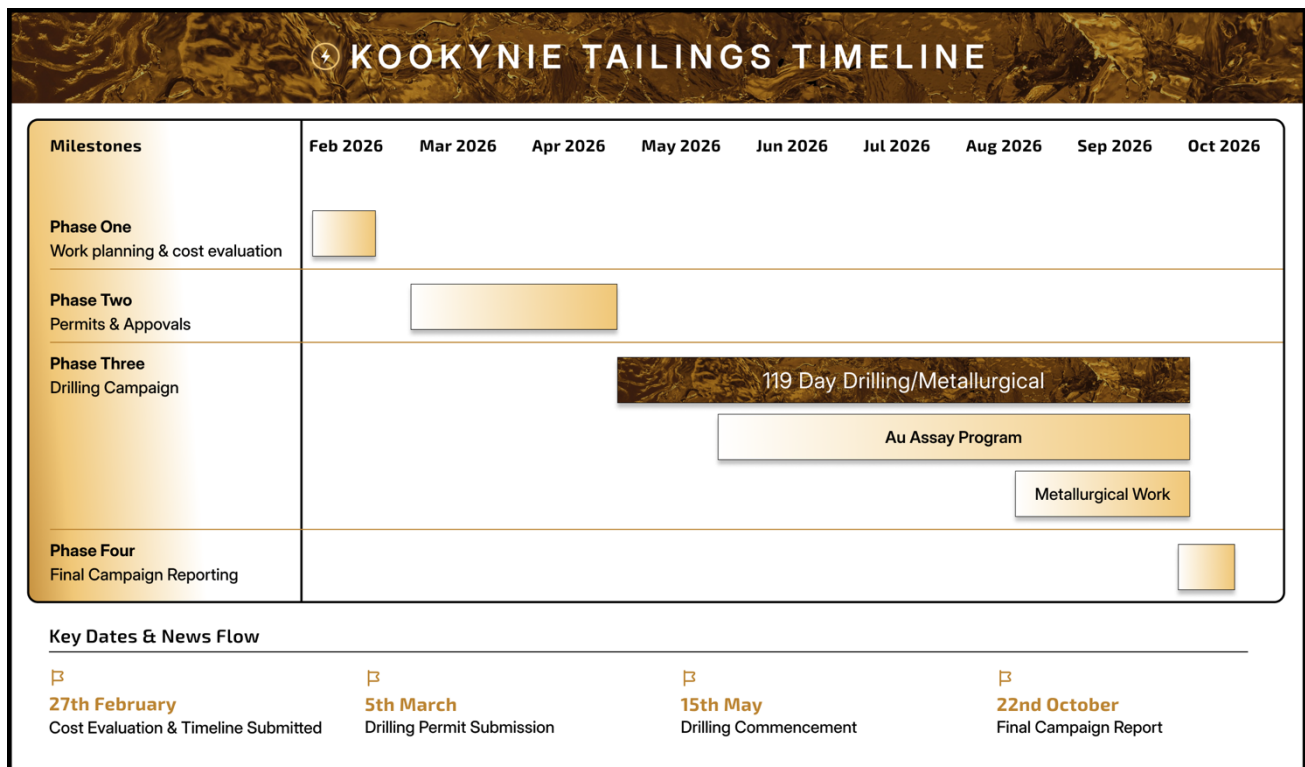 KOOKYNIE TAILINGS TIMELINE
Milestones
Feb 2026
Mar 2026
Apr 2026
May 2026
Jun 2026
Jul 2026
Aug 2026
Sep 2026
Oct 2026
Phase One
Work planning & cost evaluation
Phase Two
Permits & Appovals
Phase Three
Drilling Campaign
119 Day Drilling/Metallurgical
Au Assay Program
Metallurgical Work
Phase Four
Final Campaign Reporting
Key Dates & News Flow
27th February
Cost Evaluation & Timeline Submitted
5th March
Drilling Permit Submission
15th May
Drilling Commencement
22nd October
Final Campaign Report